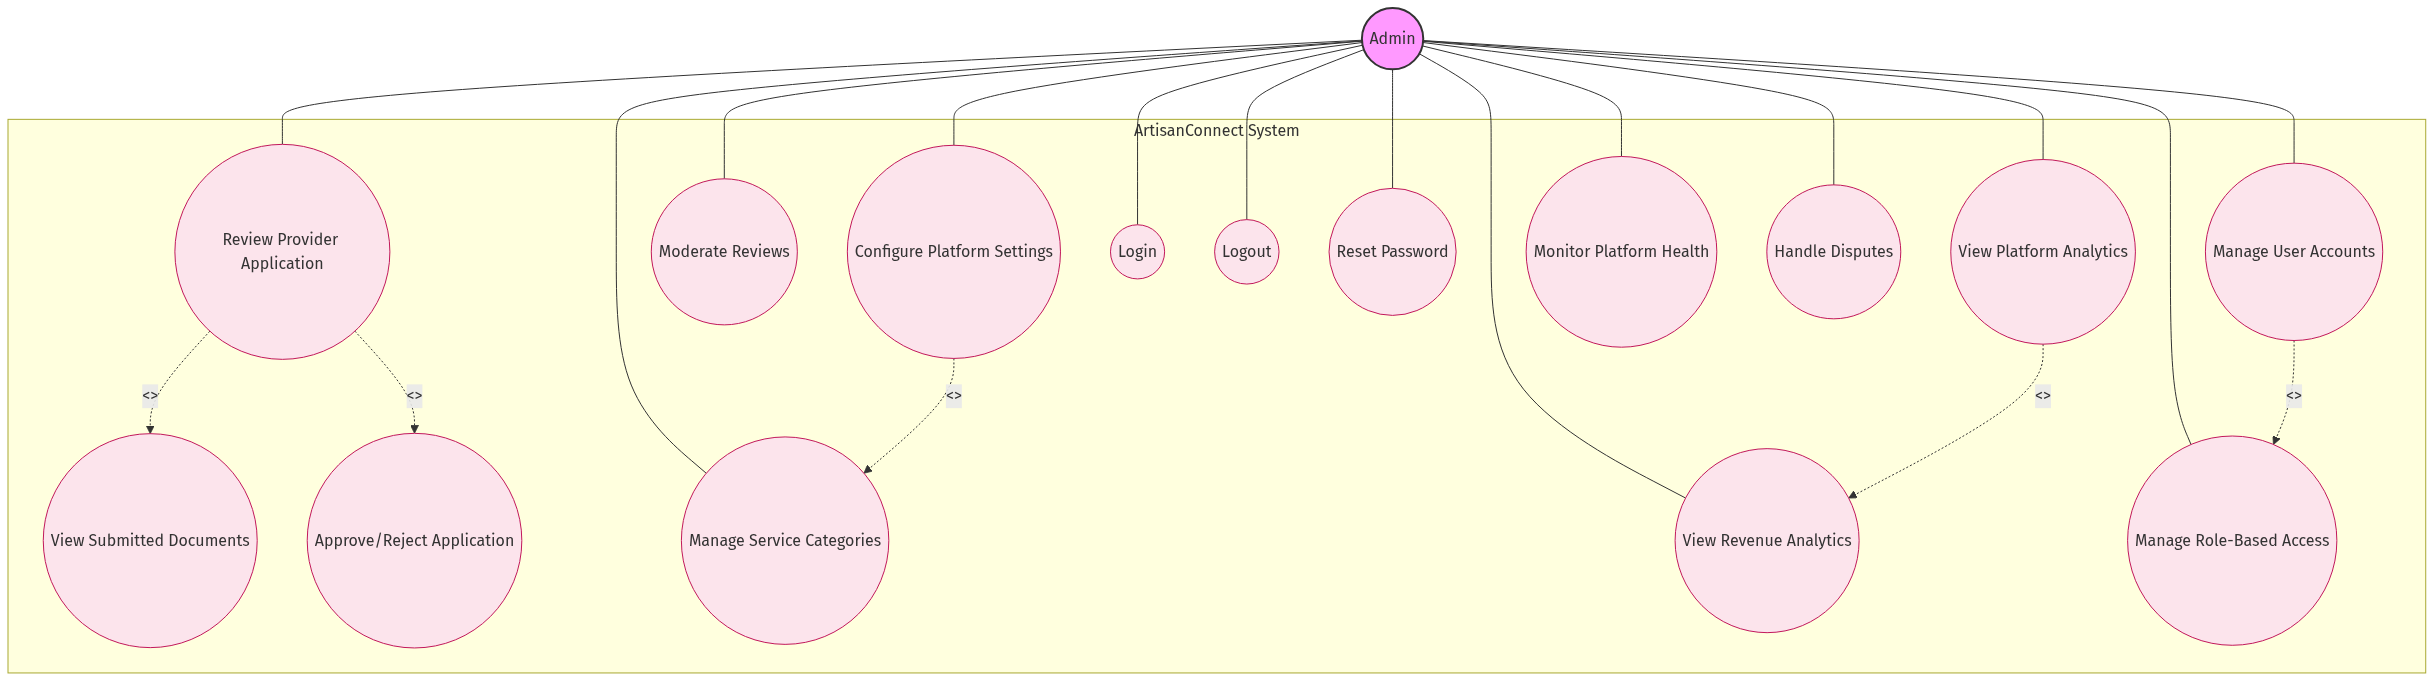 Admin
ArtisanConnect System
Review Provider
Application
Moderate Reviews
Configure Platform Settings
Login
Logout
Reset Password
Monitor Platform Health
Handle Disputes
View Platform Analytics
Manage User Accounts
<>
<>
<>
<>
<>
View Submitted Documents
Approve/Reject Application
Manage Service Categories
View Revenue Analytics
Manage Role-Based Access